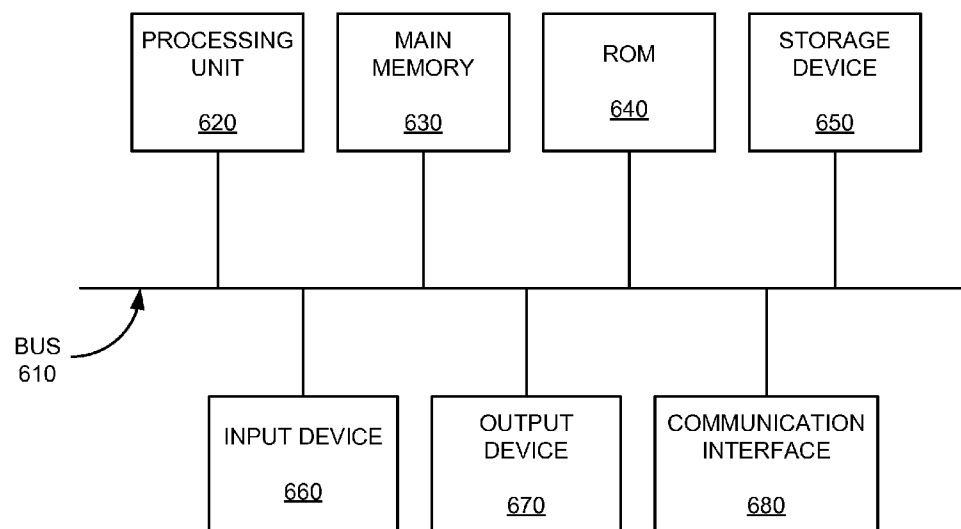 PROCESSING
UNIT
620
MAIN
MEMORY
630
ROM
640
STORAGE
DEVICE
650
BUS
610
INPUT DEVICE
660
OUTPUT
DEVICE
670
COMMUNICATION
INTERFACE
680